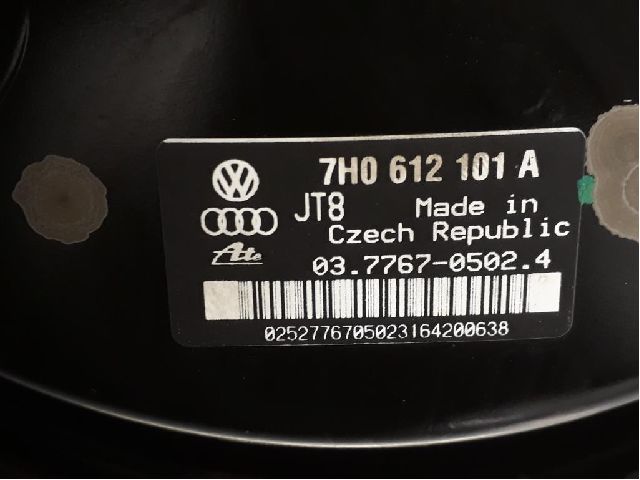 7H0 612 101 A
JT8 Made in
Czech Republic
Ate 03.7767-0502.4
0252776705023164200638